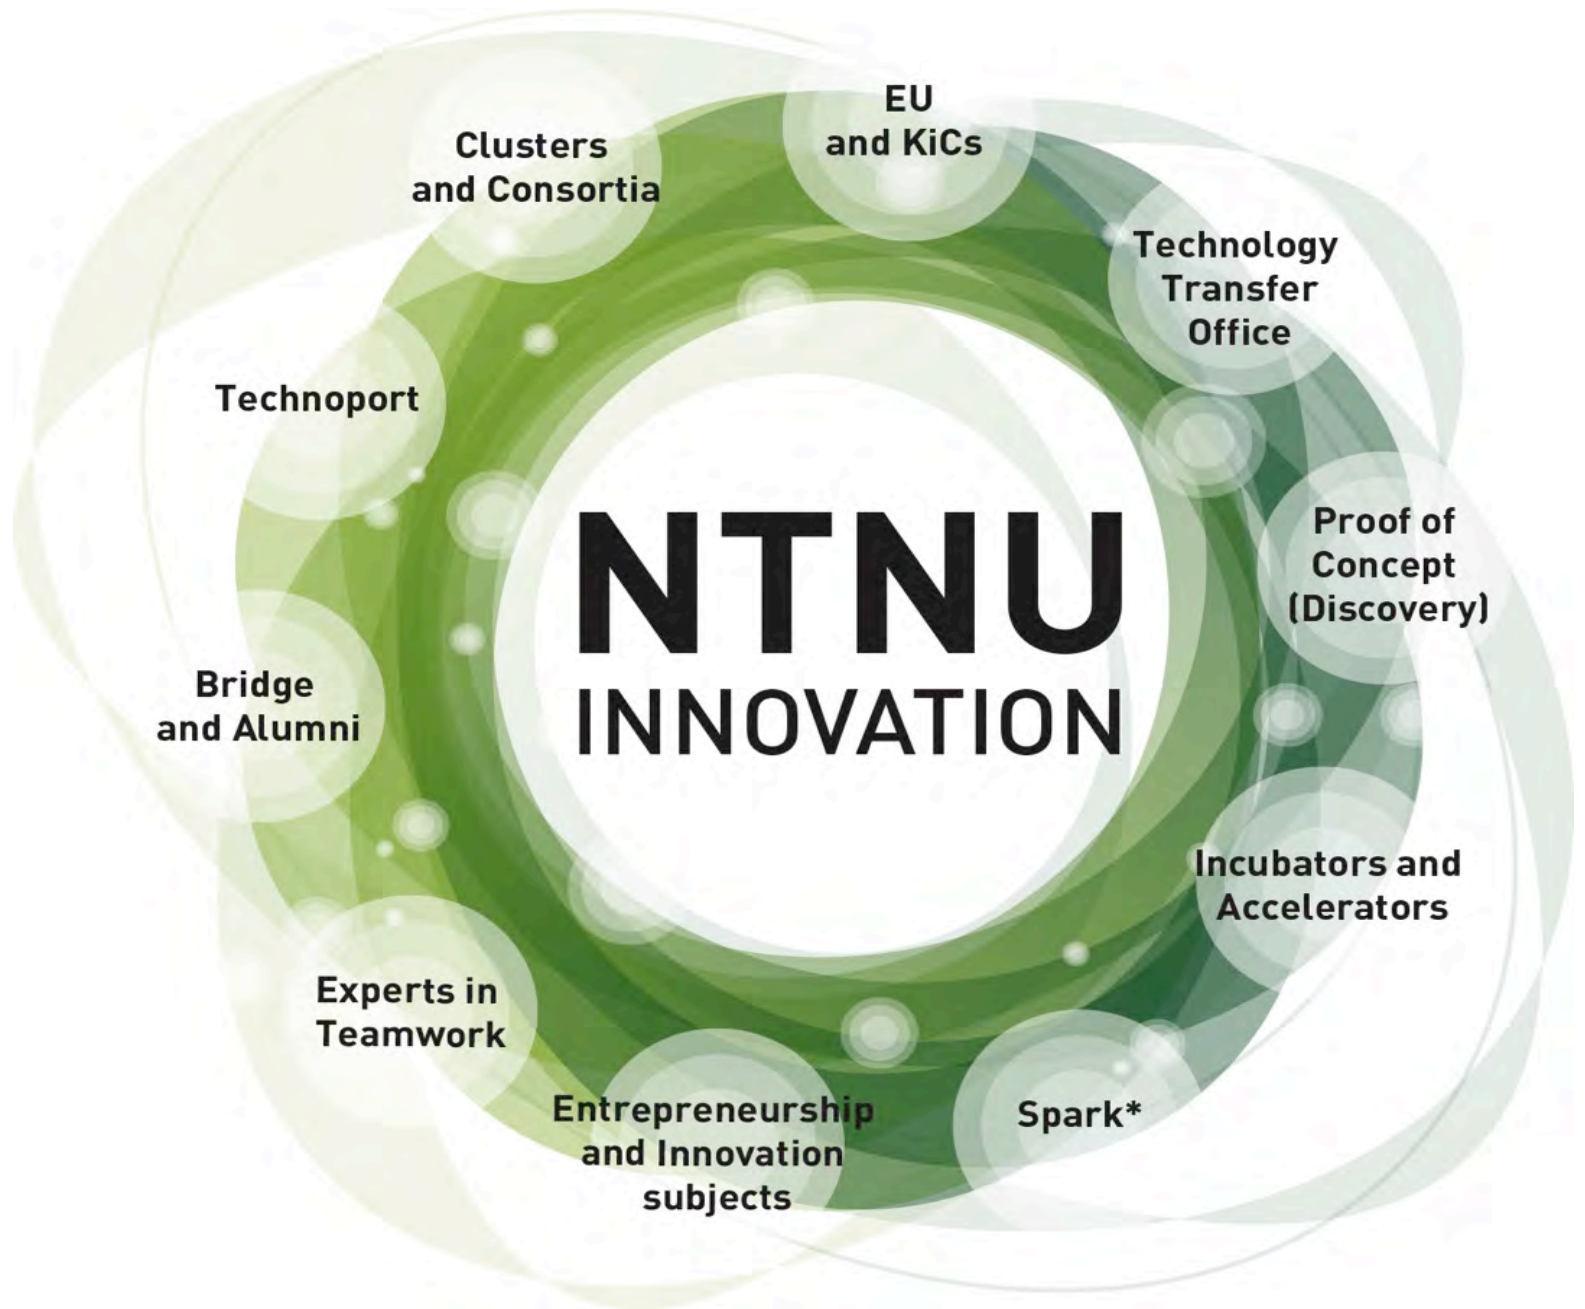 EU
and KiCs
Clusters
and Consortia
Technology
Transfer
Office
Technoport
Proof of
Concept
(Discovery)
NTNU
INNOVATION
Bridge
and Alumni
Incubators and
Accelerators
Experts in
Teamwork
Entrepreneurship
and Innovation
subjects
Spark*